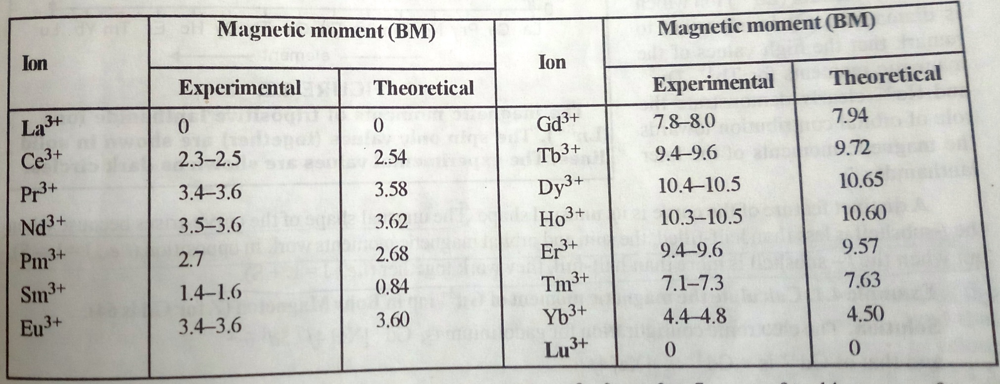 Ion | Magnetic moment (BM) | Ion | Magnetic moment (BM)
Experimental | Theoretical | Experimental | Theoretical
La³⁺ | 0 | 0 | Gd³⁺ | 7.8–8.0 | 7.94
Ce³⁺ | 2.3–2.5 | 2.54 | Tb³⁺ | 9.4–9.6 | 9.72
Pr³⁺ | 3.4–3.6 | 3.58 | Dy³⁺ | 10.4–10.5 | 10.65
Nd³⁺ | 3.5–3.6 | 3.62 | Ho³⁺ | 10.3–10.5 | 10.60
Pm³⁺ | 2.7 | 2.68 | Er³⁺ | 9.4–9.6 | 9.57
Sm³⁺ | 1.4–1.6 | 0.84 | Tm³⁺ | 7.1–7.3 | 7.63
Eu³⁺ | 3.4–3.6 | 3.60 | Yb³⁺ | 4.4–4.8 | 4.50
Lu³⁺ | 0 | 0